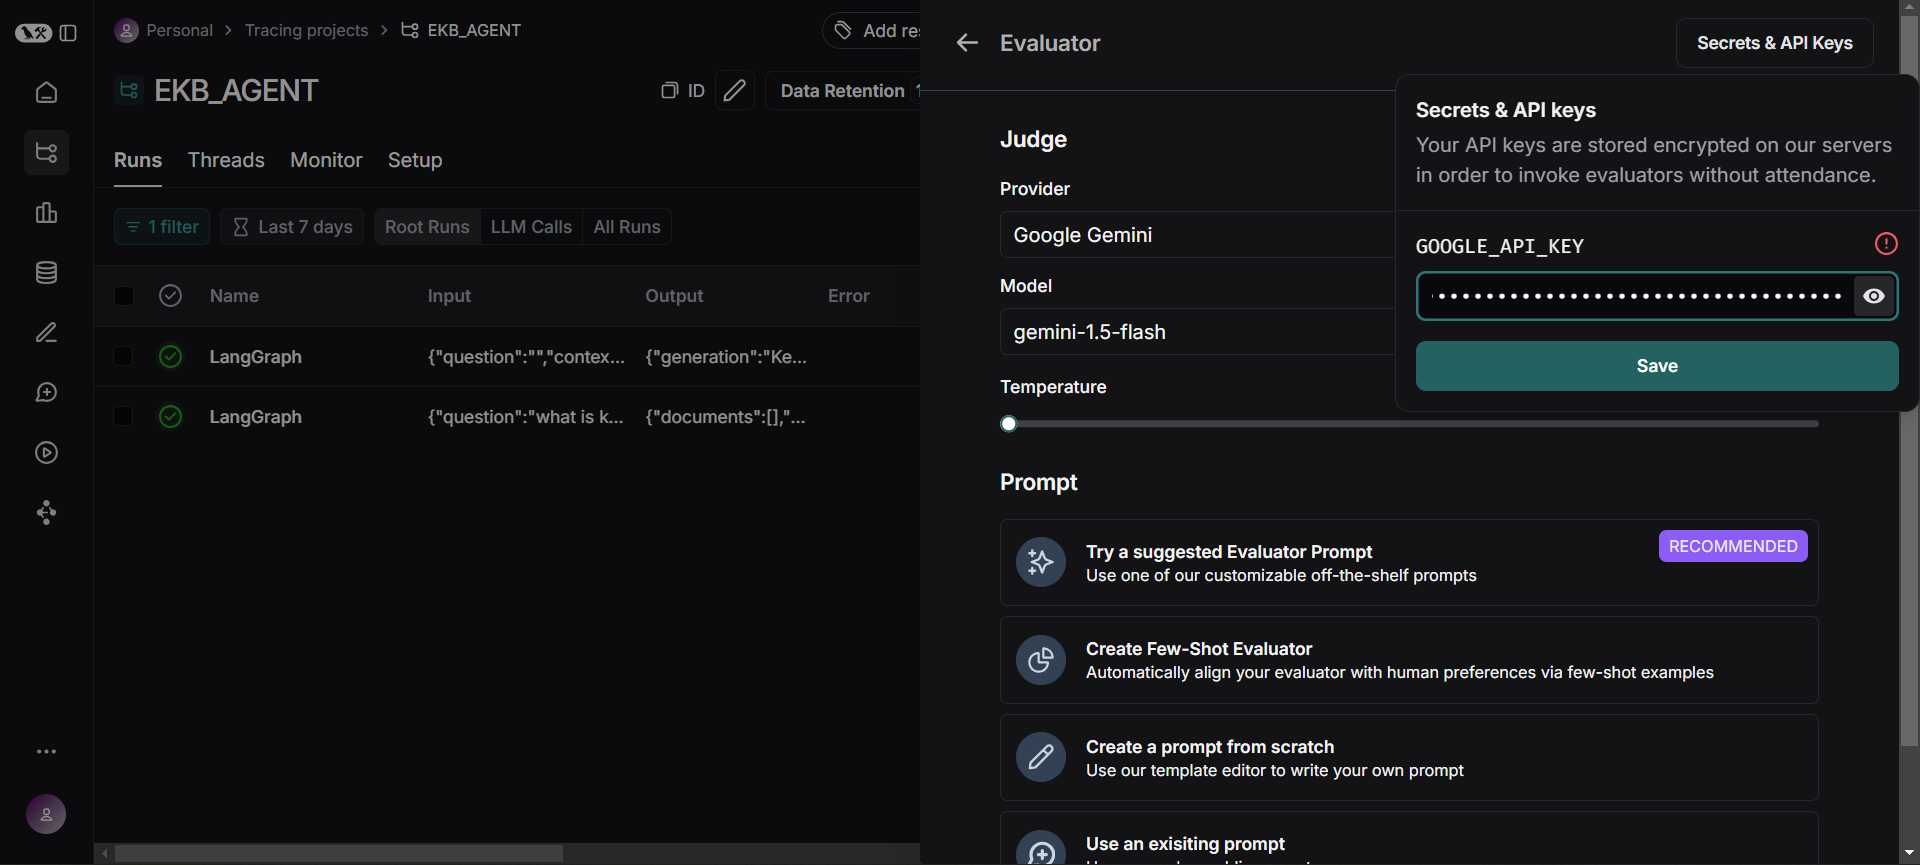 Personal > Tracing projects > EKB_AGENT
Add
EKB_AGENT
ID
Data Retention
Runs Threads Monitor Setup
1 filter Last 7 days Root Runs LLM Calls All Runs
Name Input Output Error
LangGraph {"question":"","contex... {"generation":"Ke...
LangGraph {"question":"what is k... {"documents":[],"...
Evaluator
Secrets & API Keys
Judge
Provider
Google Gemini
Model
gemini-1.5-flash
Temperature
Secrets & API keys
Your API keys are stored encrypted on our servers
in order to invoke evaluators without attendance.
GOOGLE_API_KEY
Save
Prompt
Try a suggested Evaluator Prompt
RECOMMENDED
Use one of our customizable off-the-shelf prompts
Create Few-Shot Evaluator
Automatically align your evaluator with human preferences via few-shot examples
Create a prompt from scratch
Use our template editor to write your own prompt
Use an exisiting prompt